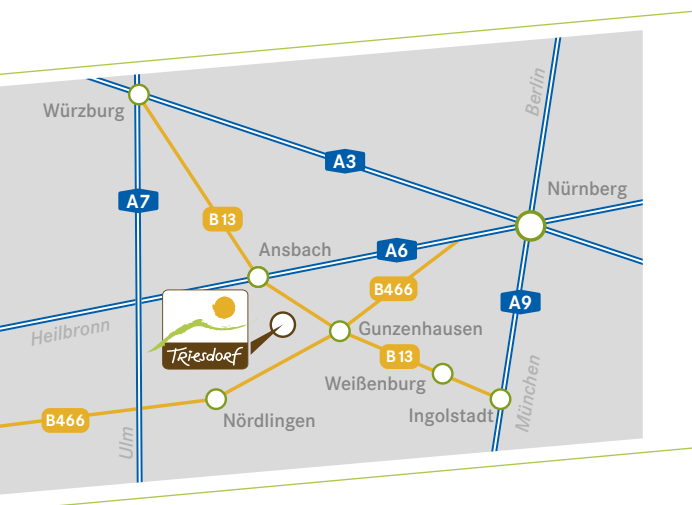 Berlin
Würzburg
A3
Nürnberg
A7
B 13
Ansbach
A6
B466
A9
Heilbronn
Triesdorf
Gunzenhausen
B 13
Weißenburg
München
B466
Nördlingen
Ingolstadt
Ulm